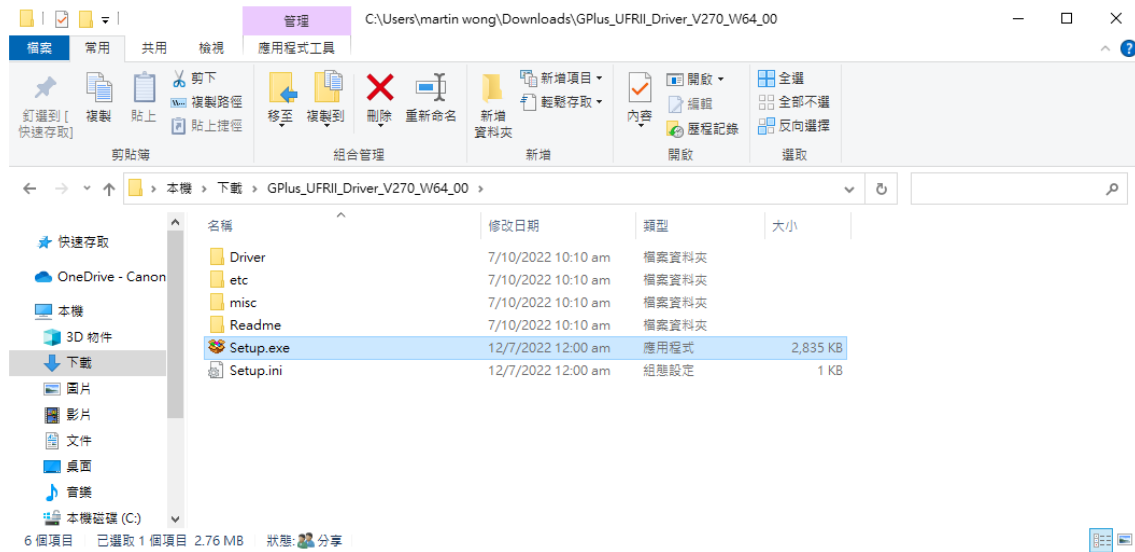 管理
C:\Users\martin wong\Downloads\GPlus_UFRII_Driver_V270_W64_00
檔案 常用 共用 檢視 應用程式工具
釘選到 [快速存取]
複製
貼上
剪下
複製路徑
貼上捷徑
剪貼簿
移至
複製到
刪除
重新命名
組合管理
新增資料夾
新增項目
輕鬆存取
新增
內容
開啟
編輯
歷程記錄
開啟
全選
全部不選
反向選擇
選取
本機 › 下載 › GPlus_UFRII_Driver_V270_W64_00 ›
快速存取
OneDrive - Canon
本機
3D 物件
下載
圖片
影片
文件
桌面
音樂
本機磁碟 (C:)
名稱 修改日期 類型 大小
Driver 7/10/2022 10:10 am 檔案資料夾
etc 7/10/2022 10:10 am 檔案資料夾
misc 7/10/2022 10:10 am 檔案資料夾
Readme 7/10/2022 10:10 am 檔案資料夾
Setup.exe 12/7/2022 12:00 am 應用程式 2,835 KB
Setup.ini 12/7/2022 12:00 am 組態設定 1 KB
6 個項目 已選取 1 個項目 2.76 MB 狀態: 分享